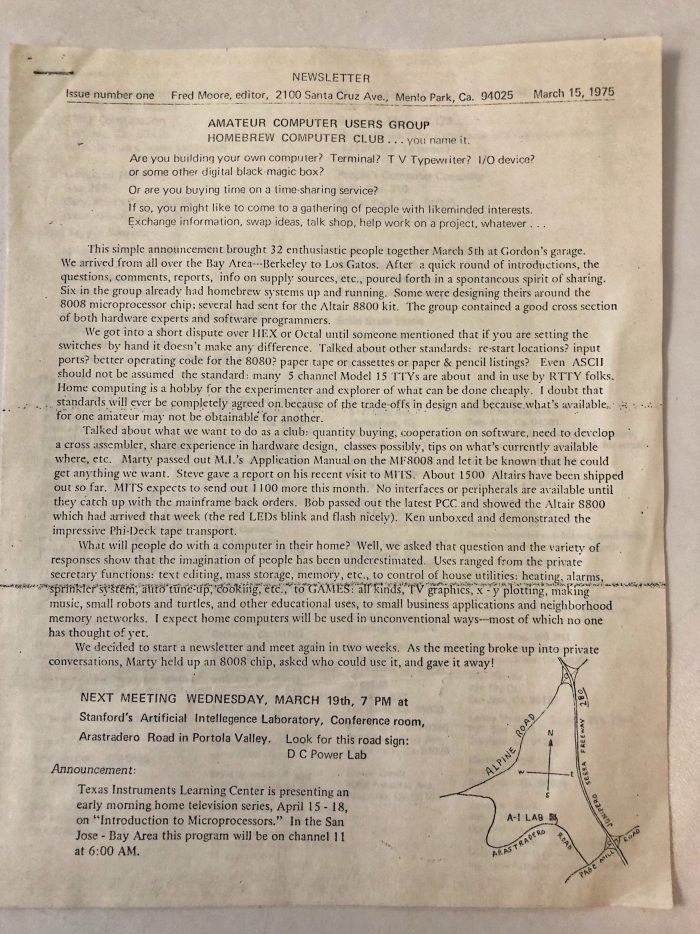 NEWSLETTER
Issue number one Fred Moore, editor, 2100 Santa Cruz Ave., Menlo Park, Ca. 94025 March 15, 1975
AMATEUR COMPUTER USERS GROUP
HOMEBREW COMPUTER CLUB . . . you name it.
Are you building your own computer? Terminal? T V Typewriter? I/O device?
or some other digital black-magic box?
Or are you buying time on a time-sharing service?
If so, you might like to come to a gathering of people with likeminded interests.
Exchange information, swap ideas, talk shop, help work on a project, whatever . . .
This simple announcement brought 32 enthusiastic people together March 5th at Gordon's garage.
We arrived from all over the Bay Area---Berkeley to Los Gatos. After a quick round of introductions, the
questions, comments, reports, info on supply sources, etc., poured forth in a spontaneous spirit of sharing.
Six in the group already had homebrew systems up and running. Some were designing theirs around the
8008 microprocessor chip; several had sent for the Altair 8800 kit. The group contained a good cross section
of both hardware experts and software programmers.
We got into a short dispute over HEX or Octal until someone mentioned that if you are setting the
switches by hand it doesn't make any difference. Talked about other standards: re-start locations? input
ports? better operating code for the 8080? paper tape or cassettes or paper & pencil listings? Even ASCII
should not be assumed the standard: many 5 channel Model 15 TTYs are about and in use by RTTY folks.
Home computing is a hobby for the experimenter and explorer of what can be done cheaply. I doubt that
standards will ever be completely agreed on because of the trade-offs in design and because what's available
for one amateur may not be obtainable for another.
Talked about what we want to do as a club: quantity buying, cooperation on software, need to develop
a cross assembler, share experience in hardware design, classes possibly, tips on what's currently available
where, etc. Marty passed out M.I.'s Application Manual on the MF8008 and let it be known that he could
get anything we want. Steve gave a report on his recent visit to MITS. About 1500 Altairs have been shipped
out so far. MITS expects to send out 1100 more this month. No interfaces or peripherals are available until
they catch up with the mainframe back orders. Bob passed out the latest PCC and showed the Altair 8800
which had arrived that week (the red LEDs blink and flash nicely). Ken unboxed and demonstrated the
impressive Phi-Deck tape transport.
What will people do with a computer in their home? Well, we asked that question and the variety of
responses show that the imagination of people has been underestimated. Uses ranged from the private
secretary functions: text editing, mass storage, memory, etc., to control of house utilities: heating, alarms,
sprinkler system, auto tune-up, cooking, etc., to GAMES: all kinds, TV graphics, x - y plotting, making
music, small robots and turtles, and other educational uses, to small business applications and neighborhood
memory networks. I expect home computers will be used in unconventional ways---most of which no one
has thought of yet.
We decided to start a newsletter and meet again in two weeks. As the meeting broke up into private
conversations, Marty held up an 8008 chip, asked who could use it, and gave it away!
NEXT MEETING WEDNESDAY, MARCH 19th, 7 PM at
Stanford's Artificial Intellegence Laboratory, Conference room,
Arastradero Road in Portola Valley. Look for this road sign:
D C Power Lab
Announcement:
Texas Instruments Learning Center is presenting an
early morning home television series, April 15 - 18,
on "Introduction to Microprocessors." In the San
Jose - Bay Area this program will be on channel 11
at 6:00 AM.
ALPINE ROAD
JUNIPERO SERRA FREEWAY 280
N
W E
S
A-I LAB
ARASTRADERO ROAD
PAGE MILL ROAD